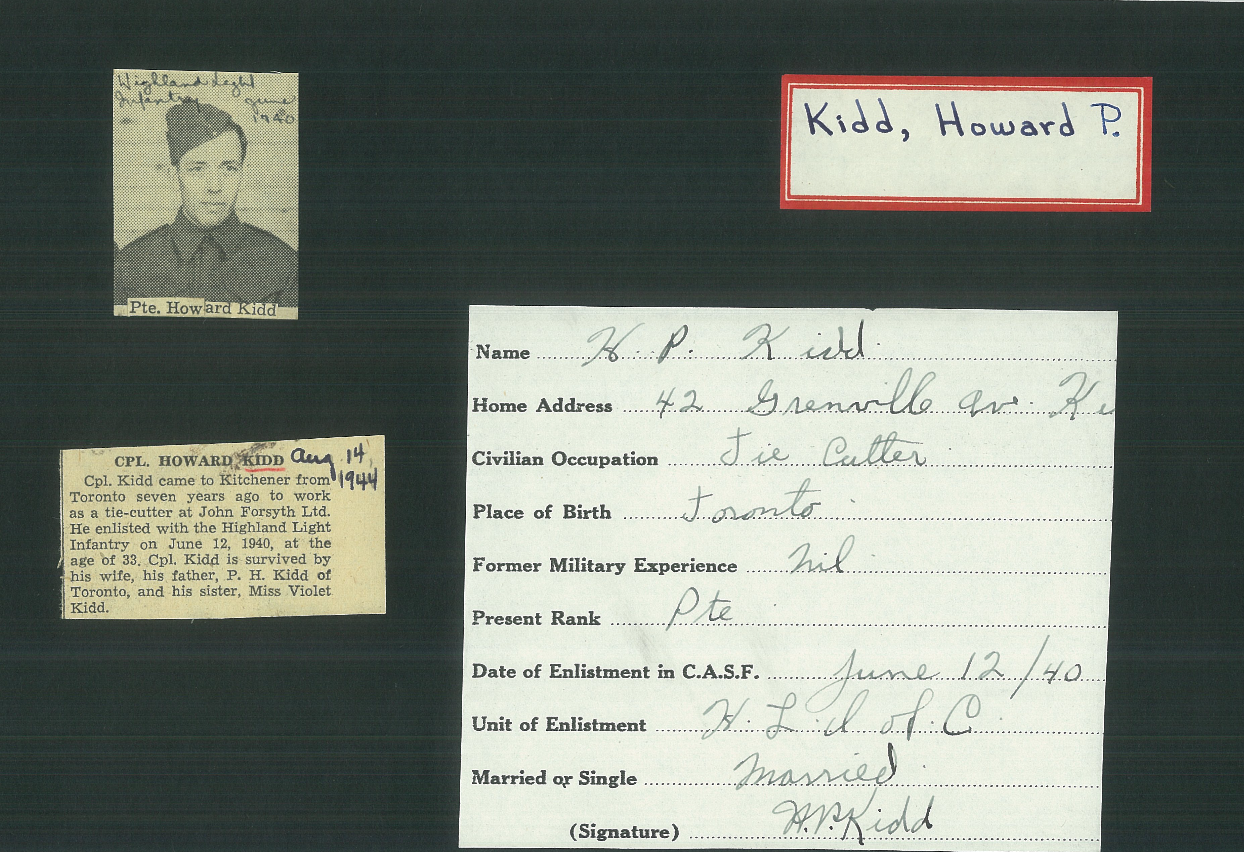 Highland Light
Infantry June
1940
Pte. Howard Kidd
Kidd, Howard P.
CPL. HOWARD KIDD Aug 14,
1944
Cpl. Kidd came to Kitchener from
Toronto seven years ago to work
as a tie-cutter at John Forsyth Ltd.
He enlisted with the Highland Light
Infantry on June 12, 1940, at the
age of 33. Cpl. Kidd is survived by
his wife, his father, P. H. Kidd of
Toronto, and his sister, Miss Violet
Kidd.
Name H. P. Kidd
Home Address 42 Grenville Av.
Civilian Occupation Tie Cutter
Place of Birth Toronto
Former Military Experience Nil
Present Rank Pte
Date of Enlistment in C.A.S.F. June 12/40
Unit of Enlistment H. L. I. of C
Married or Single Married
(Signature) H.P. Kidd